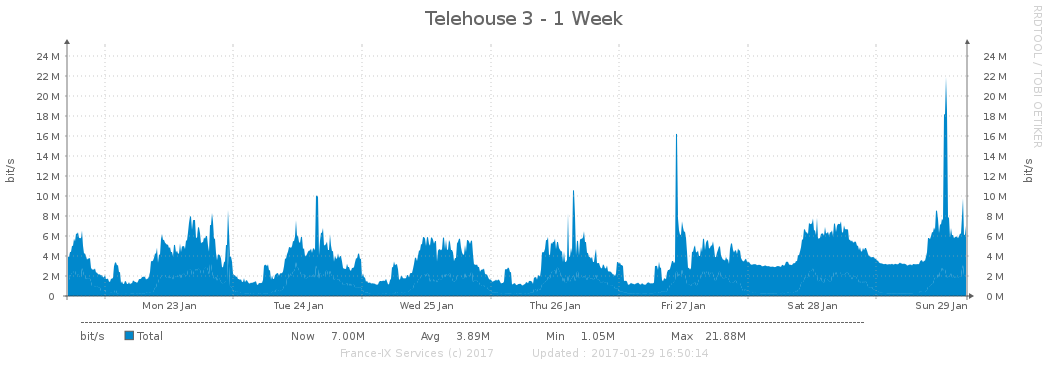 Telehouse 3 - 1 Week
RRDTOOL / TOBI OETIKER
bit/s
24 M 24 M
22 M 22 M
20 M 20 M
18 M 18 M
16 M 16 M
14 M 14 M
12 M 12 M
10 M 10 M
8 M 8 M
6 M 6 M
4 M 4 M
2 M 2 M
0 0 M
bit/s
Mon 23 Jan Tue 24 Jan Wed 25 Jan Thu 26 Jan Fri 27 Jan Sat 28 Jan Sun 29 Jan
bit/s Total Now 7.00M Avg 3.89M Min 1.05M Max 21.88M
France-IX Services (c) 2017 Updated : 2017-01-29 16:50:14